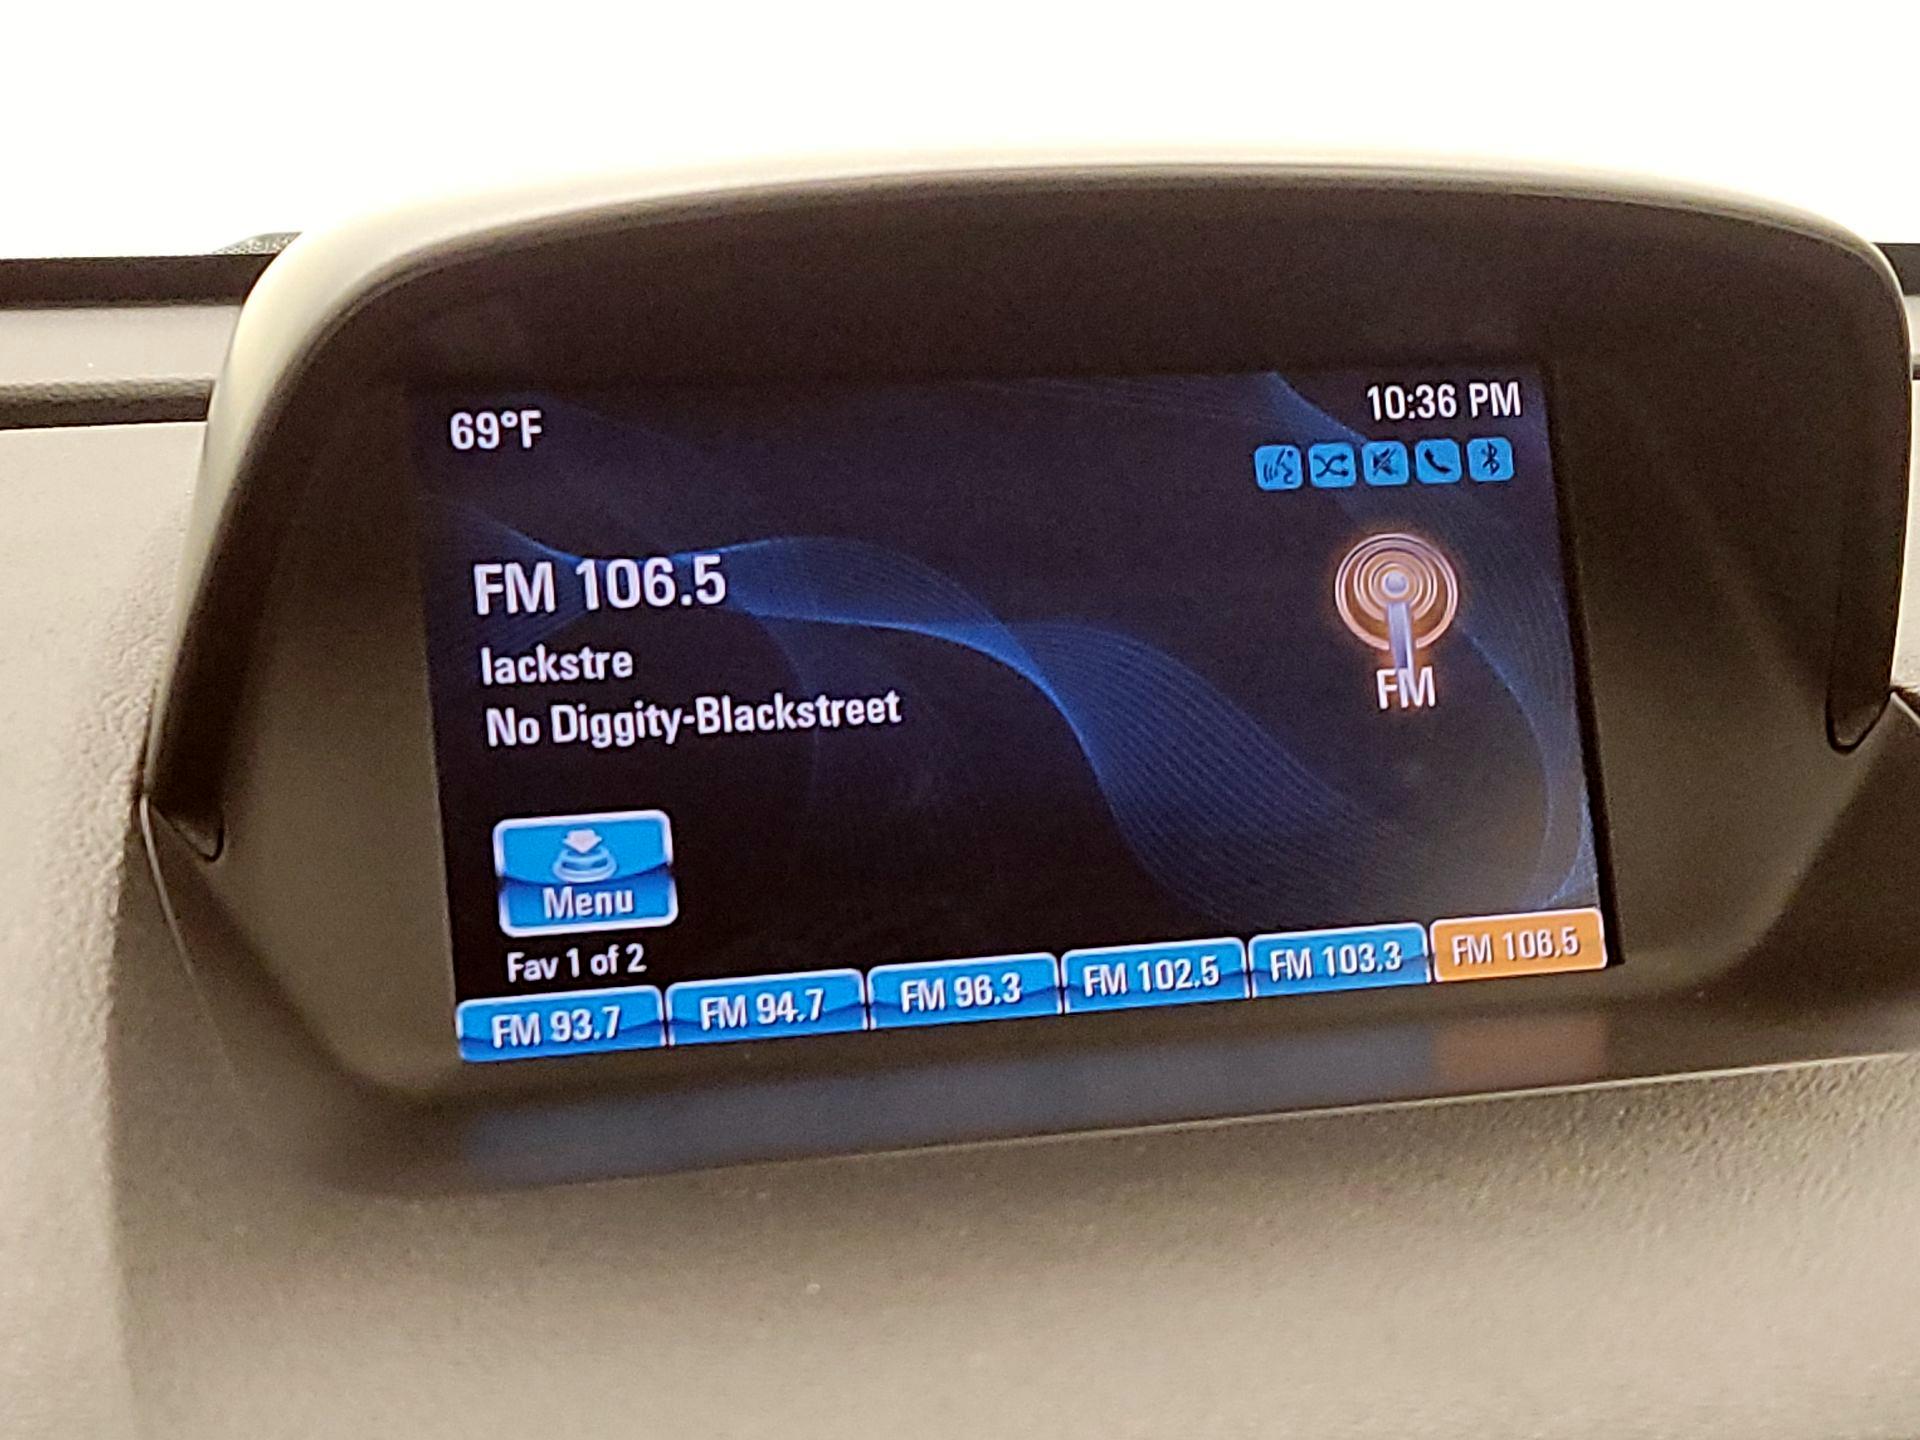 69°F
10:36 PM
FM 106.5
lackstre
No Diggity-Blackstreet
FM
Menu
Fav 1 of 2
FM 93.7
FM 94.7
FM 96.3
FM 102.5
FM 103.3
FM 106.5